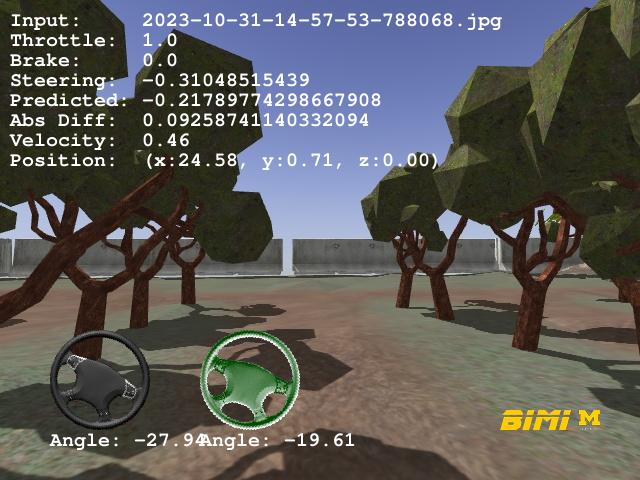 Input: 2023-10-31-14-57-53-788068.jpg
Throttle: 1.0
Brake: 0.0
Steering: -0.31048515439
Predicted: -0.21789774298667908
Abs Diff: 0.09258741140332094
Velocity: 0.46
Position: (x:24.58, y:0.71, z:0.00)
Angle: -27.94 Angle: -19.61
BIMI M